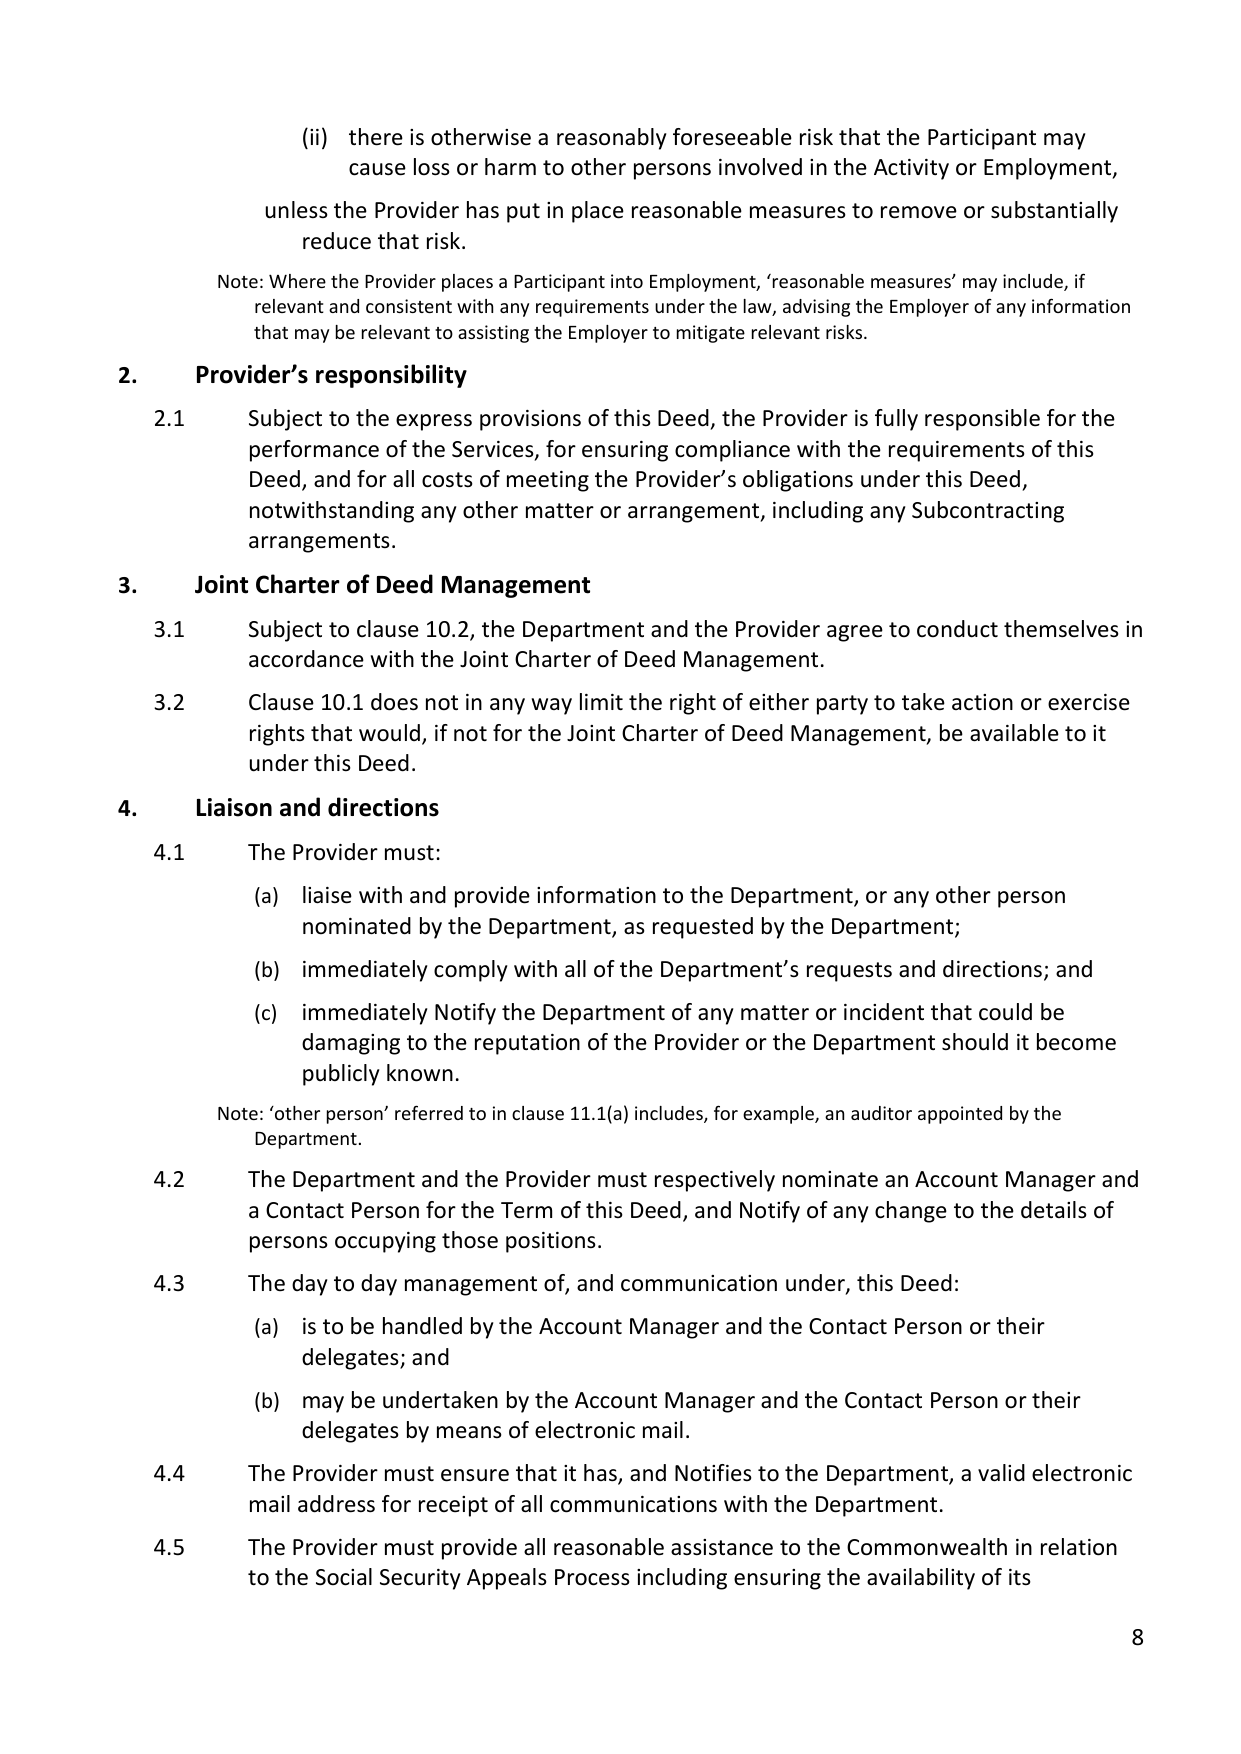 (ii) there is otherwise a reasonably foreseeable risk that the Participant may
cause loss or harm to other persons involved in the Activity or Employment,
unless the Provider has put in place reasonable measures to remove or substantially
reduce that risk.
Note: Where the Provider places a Participant into Employment, ‘reasonable measures’ may include, if
relevant and consistent with any requirements under the law, advising the Employer of any information
that may be relevant to assisting the Employer to mitigate relevant risks.
2. Provider’s responsibility
2.1 Subject to the express provisions of this Deed, the Provider is fully responsible for the
performance of the Services, for ensuring compliance with the requirements of this
Deed, and for all costs of meeting the Provider’s obligations under this Deed,
notwithstanding any other matter or arrangement, including any Subcontracting
arrangements.
3. Joint Charter of Deed Management
3.1 Subject to clause 10.2, the Department and the Provider agree to conduct themselves in
accordance with the Joint Charter of Deed Management.
3.2 Clause 10.1 does not in any way limit the right of either party to take action or exercise
rights that would, if not for the Joint Charter of Deed Management, be available to it
under this Deed.
4. Liaison and directions
4.1 The Provider must:
(a) liaise with and provide information to the Department, or any other person
nominated by the Department, as requested by the Department;
(b) immediately comply with all of the Department’s requests and directions; and
(c) immediately Notify the Department of any matter or incident that could be
damaging to the reputation of the Provider or the Department should it become
publicly known.
Note: ‘other person’ referred to in clause 11.1(a) includes, for example, an auditor appointed by the
Department.
4.2 The Department and the Provider must respectively nominate an Account Manager and
a Contact Person for the Term of this Deed, and Notify of any change to the details of
persons occupying those positions.
4.3 The day to day management of, and communication under, this Deed:
(a) is to be handled by the Account Manager and the Contact Person or their
delegates; and
(b) may be undertaken by the Account Manager and the Contact Person or their
delegates by means of electronic mail.
4.4 The Provider must ensure that it has, and Notifies to the Department, a valid electronic
mail address for receipt of all communications with the Department.
4.5 The Provider must provide all reasonable assistance to the Commonwealth in relation
to the Social Security Appeals Process including ensuring the availability of its
8